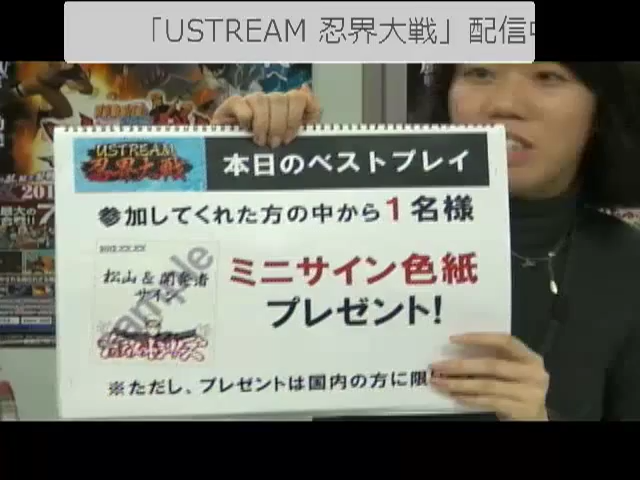 「USTREAM 忍界大戦」配信中
USTREAM
忍界大戦
本日のベストプレイ
参加してくれた方の中から1名様
松山&開発者
サイン
Sample
ミニサイン色紙
プレゼント!
※ただし、プレゼントは国内の方に限